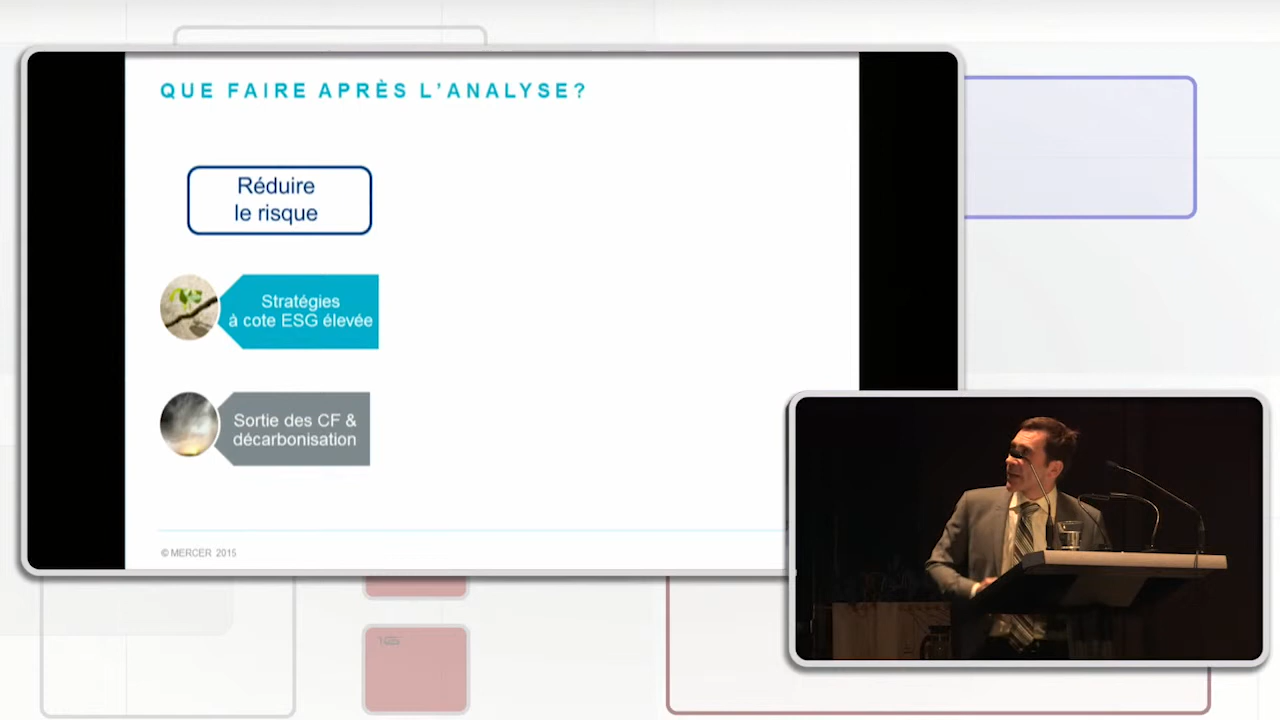 QUE FAIRE APRÈS L'ANALYSE?
Réduire
le risque
Stratégies
à cote ESG élevée
Sortie des CF &
décarbonisation
© MERCER 2015